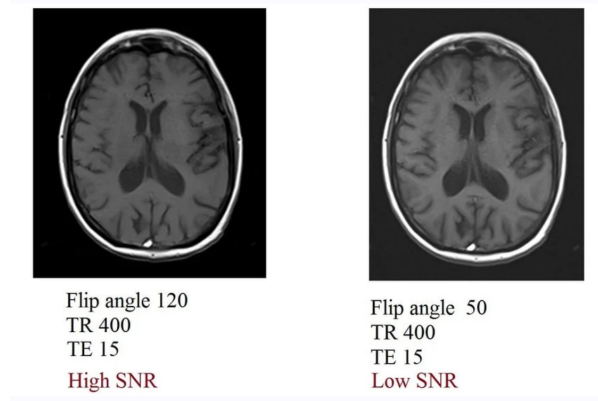 Flip angle 120
TR 400
TE 15
High SNR
Flip angle 50
TR 400
TE 15
Low SNR